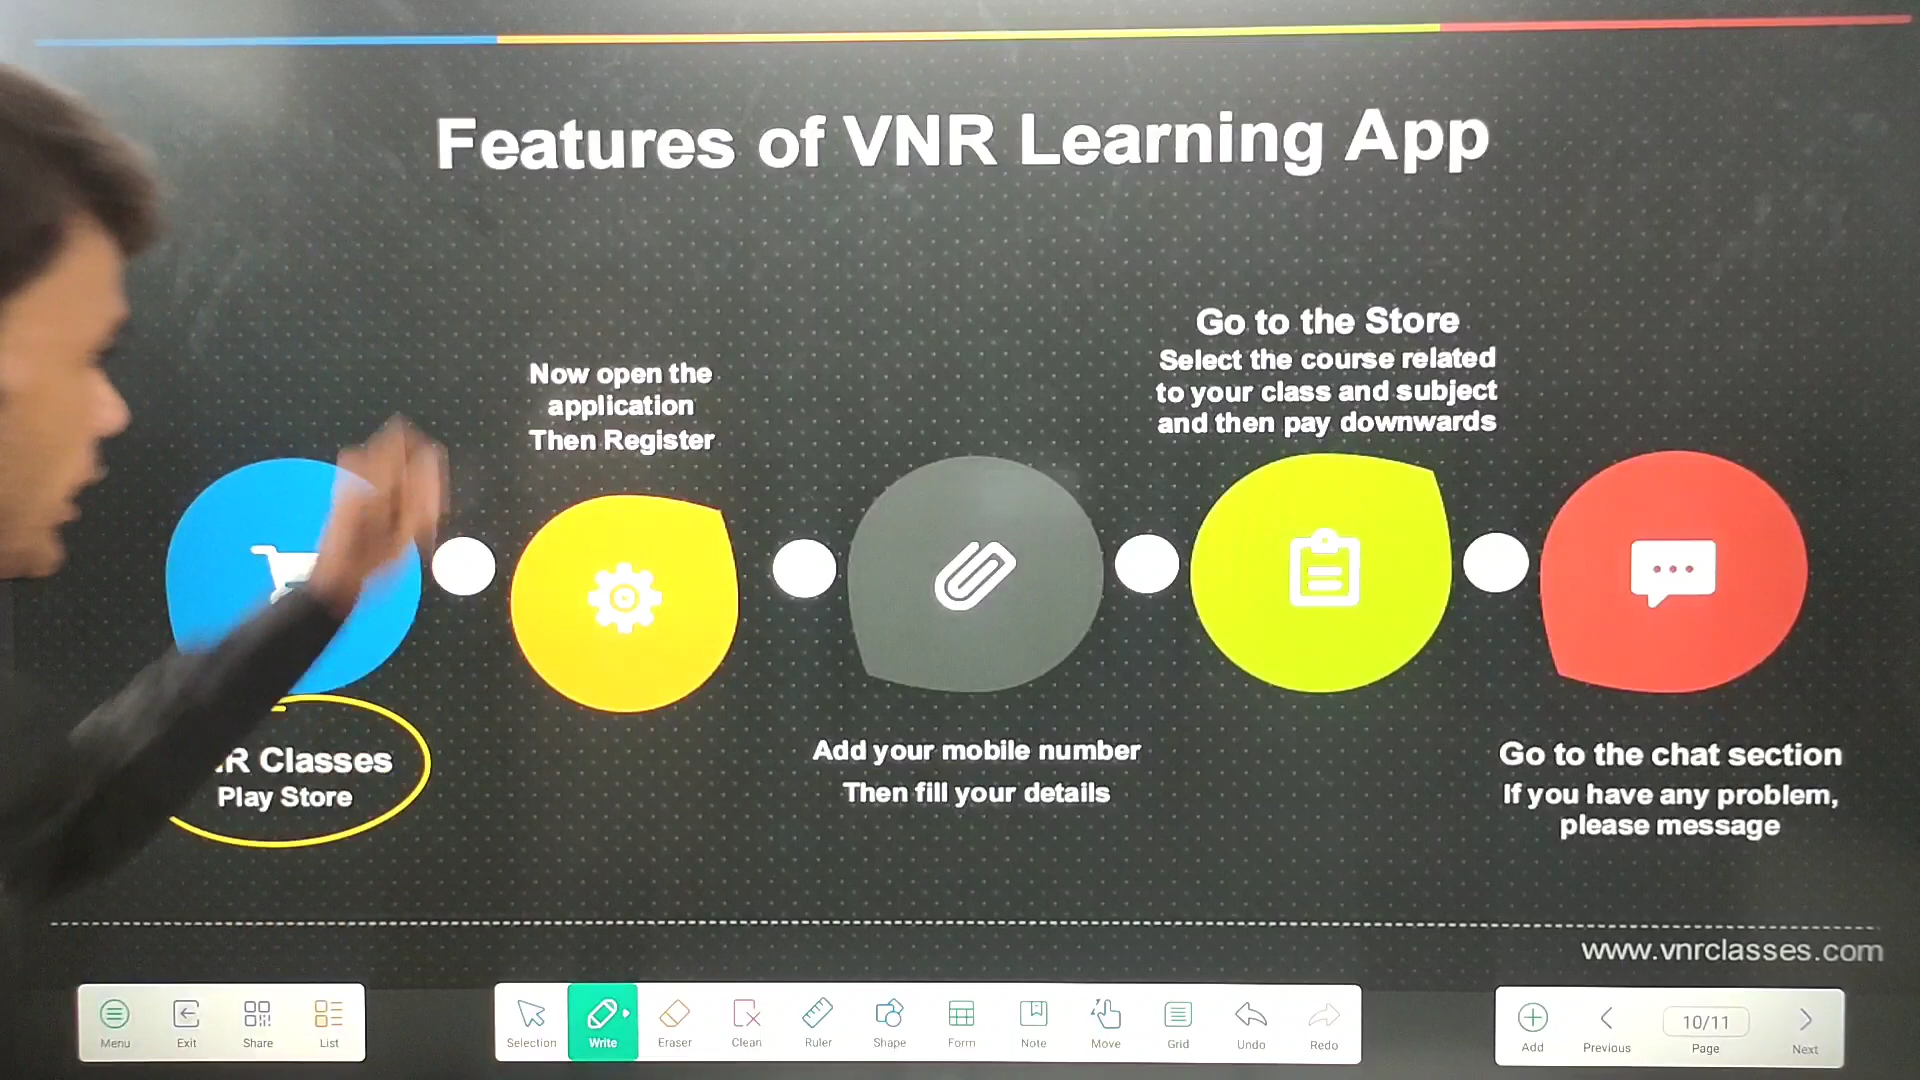 Features of VNR Learning App
Now open the
application
Then Register
Go to the Store
Select the course related
to your class and subject
and then pay downwards
R Classes
Play Store
Add your mobile number
Then fill your details
Go to the chat section
If you have any problem,
please message
www.vnrclasses.com
Menu
Exit
Share
List
Selection
Write
Eraser
Clean
Ruler
Shape
Form
Note
Move
Grid
Undo
Redo
Add
Previous
10/11
Page
Next